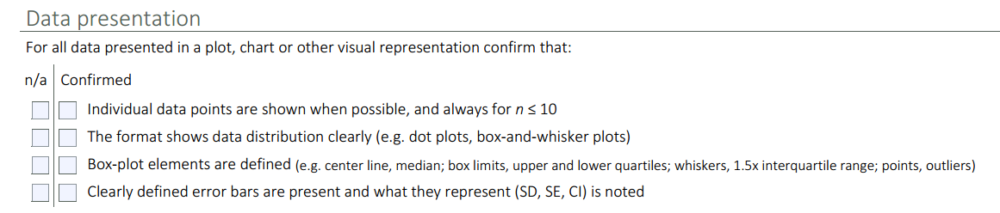 Data presentation
For all data presented in a plot, chart or other visual representation confirm that:
n/a Confirmed
Individual data points are shown when possible, and always for n ≤ 10
The format shows data distribution clearly (e.g. dot plots, box-and-whisker plots)
Box-plot elements are defined (e.g. center line, median; box limits, upper and lower quartiles; whiskers, 1.5x interquartile range; points, outliers)
Clearly defined error bars are present and what they represent (SD, SE, CI) is noted